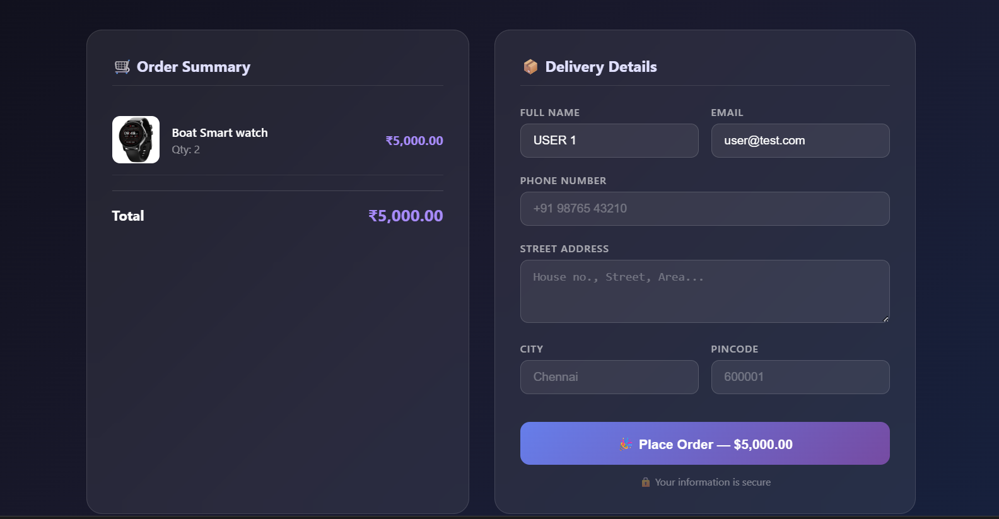 Order Summary
Boat Smart watch
Qty: 2
₹5,000.00
Total
₹5,000.00
Delivery Details
FULL NAME
USER 1
EMAIL
user@test.com
PHONE NUMBER
+91 98765 43210
STREET ADDRESS
House no., Street, Area...
CITY
Chennai
PINCODE
600001
Place Order — $5,000.00
Your information is secure